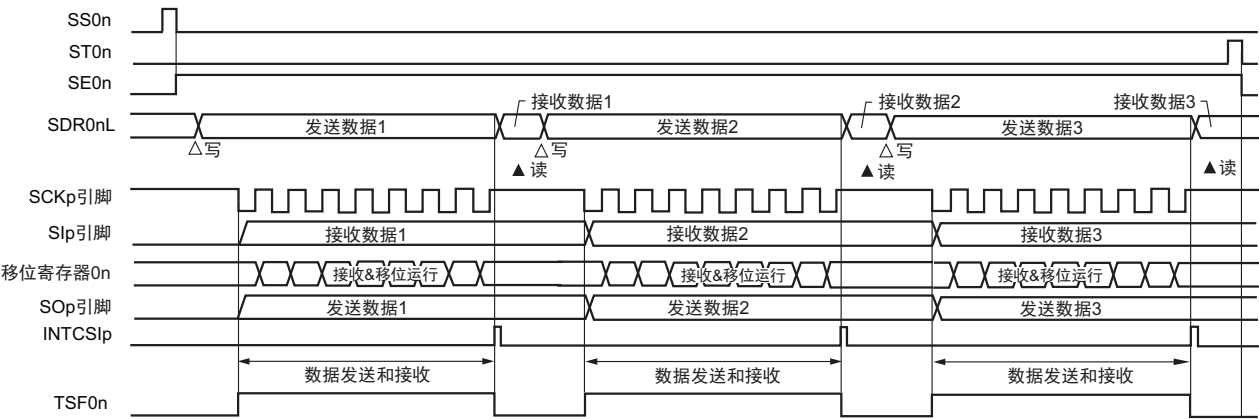 SS0n
ST0n
SE0n
接收数据1
接收数据2
接收数据3
SDR0nL
发送数据1
发送数据2
发送数据3
△写
△写
△写
▲读
▲读
▲读
SCKp引脚
SIp引脚
接收数据1
接收数据2
接收数据3
移位寄存器0n
接收&移位运行
接收&移位运行
接收&移位运行
SOp引脚
发送数据1
发送数据2
发送数据3
INTCSIp
数据发送和接收
数据发送和接收
数据发送和接收
TSF0n